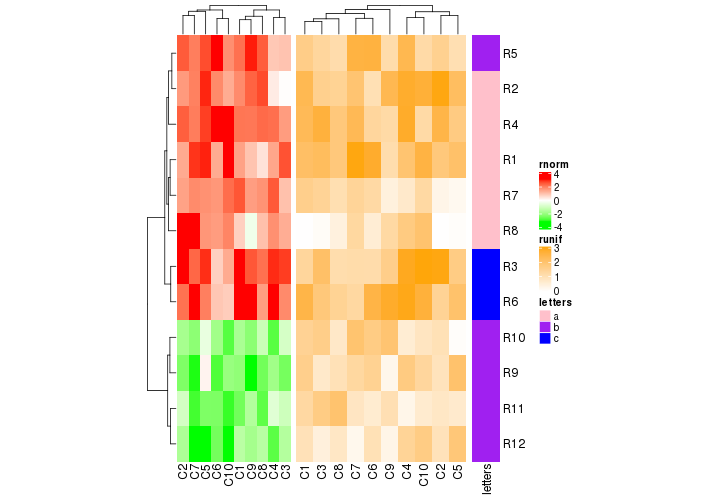 R5
R2
R4
R1
R7
R8
R3
R6
R10
R9
R11
R12
C2 C7 C5 C6 C10 C1 C9 C8 C4 C3
C1 C3 C8 C7 C6 C9 C4 C10 C2 C5
letters
rnorm
4
2
0
-2
-4
runif
3
2
1
0
letters
a
b
c